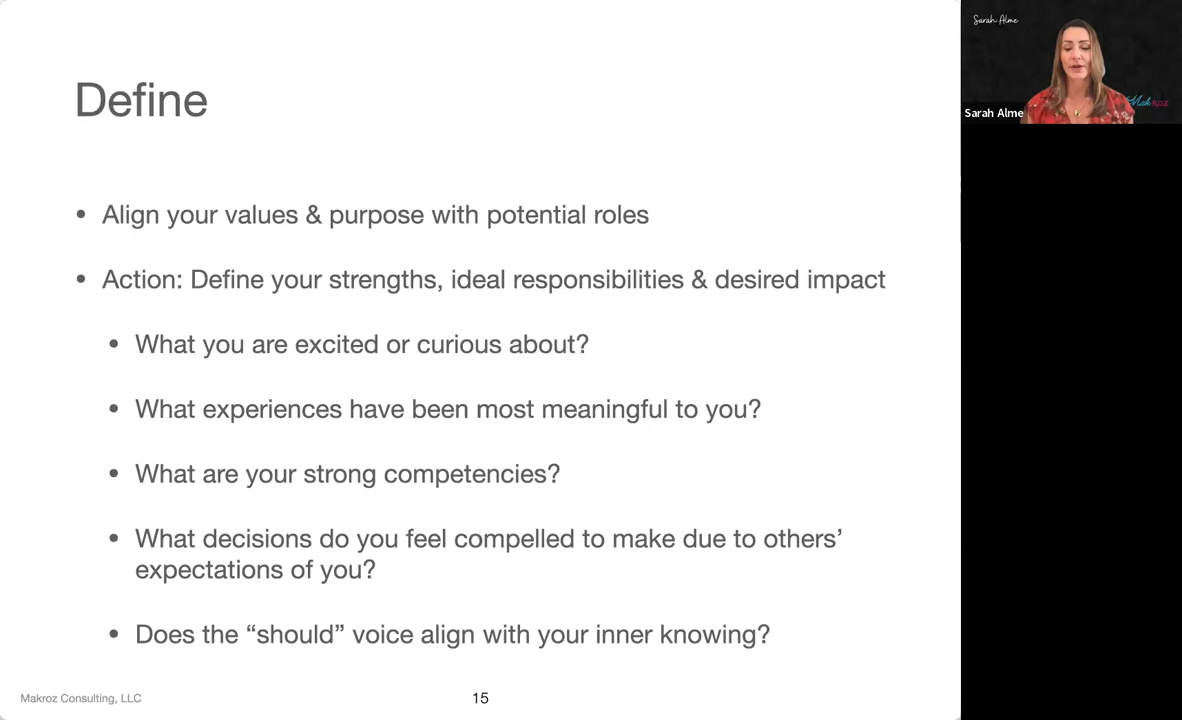 Define
• Align your values & purpose with potential roles
• Action: Define your strengths, ideal responsibilities & desired impact
• What you are excited or curious about?
• What experiences have been most meaningful to you?
• What are your strong competencies?
• What decisions do you feel compelled to make due to others’
expectations of you?
• Does the “should” voice align with your inner knowing?
Makroz Consulting, LLC
15
Sarah Alme
Makroz
Sarah Alme